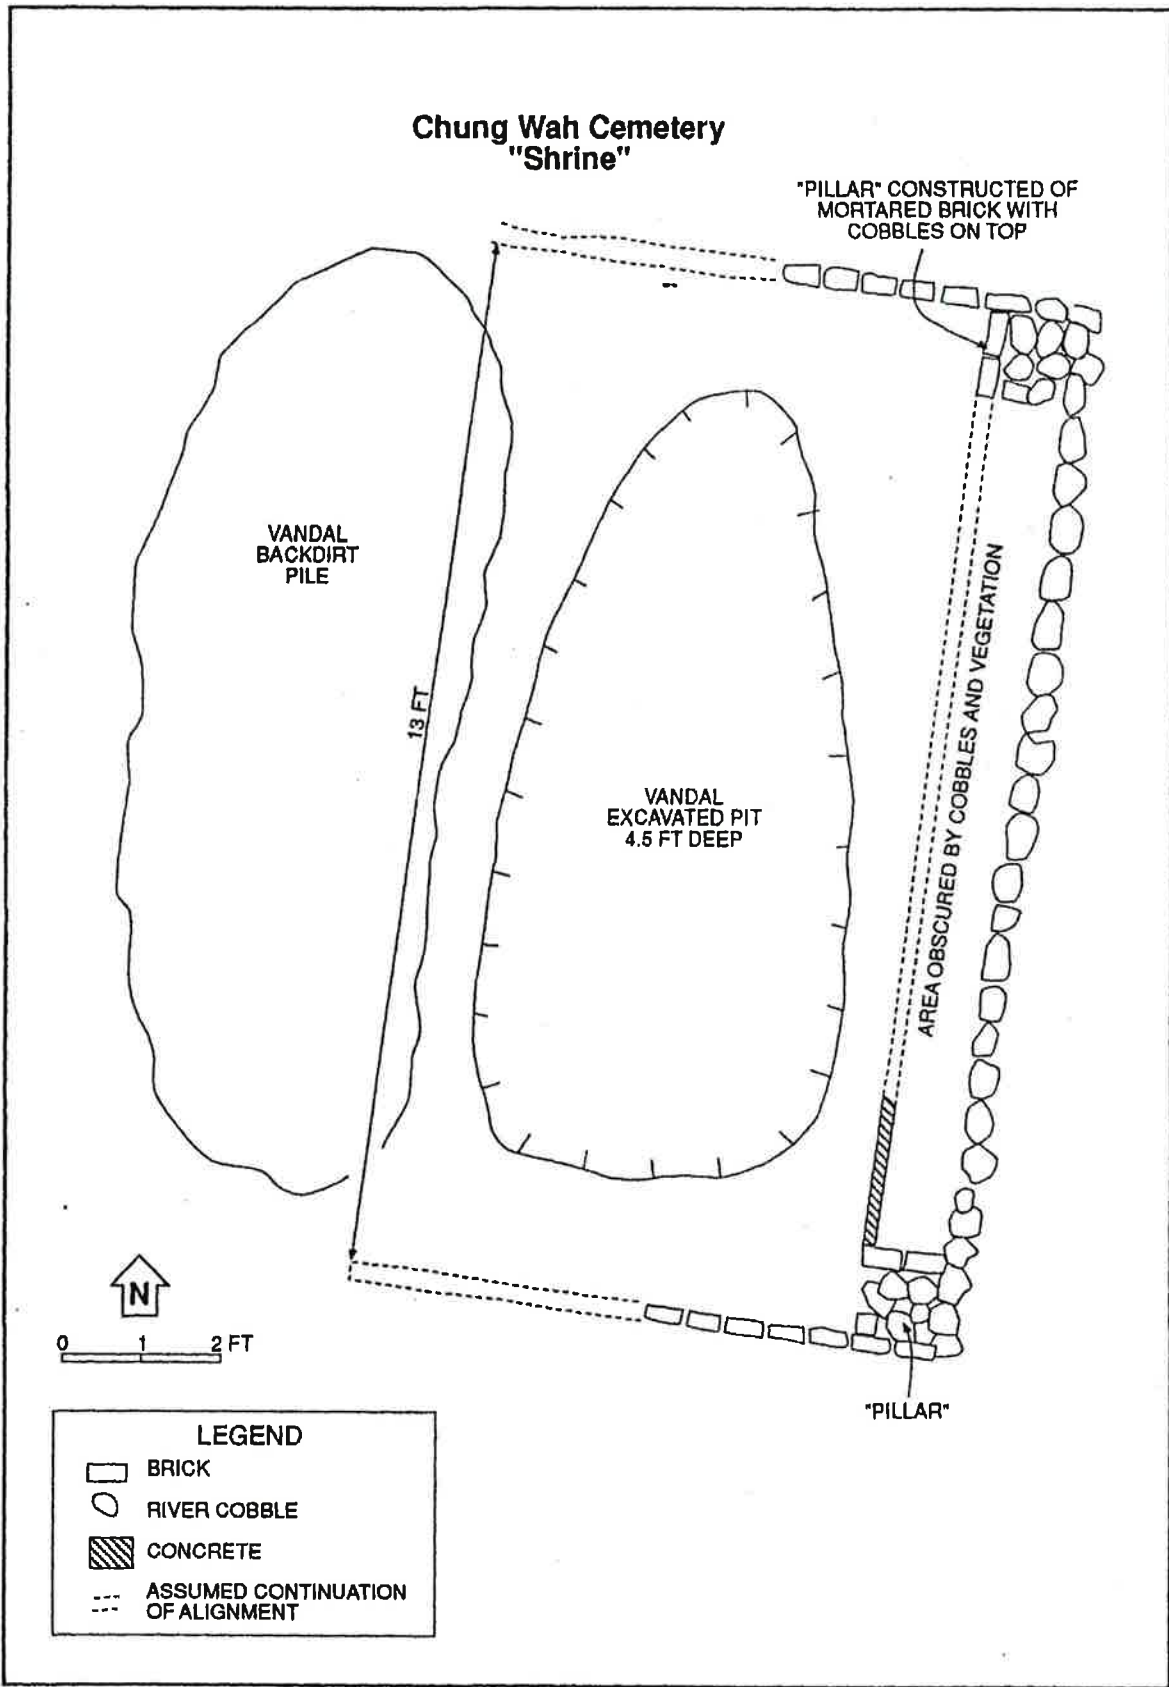 Chung Wah Cemetery
"Shrine"
"PILLAR" CONSTRUCTED OF
MORTARED BRICK WITH
COBBLES ON TOP
VANDAL
BACKDIRT
PILE
13 FT
VANDAL
EXCAVATED PIT
4.5 FT DEEP
AREA OBSCURED BY COBBLES AND VEGETATION
N
0 1 2 FT
"PILLAR"
LEGEND
BRICK
RIVER COBBLE
CONCRETE
ASSUMED CONTINUATION
OF ALIGNMENT